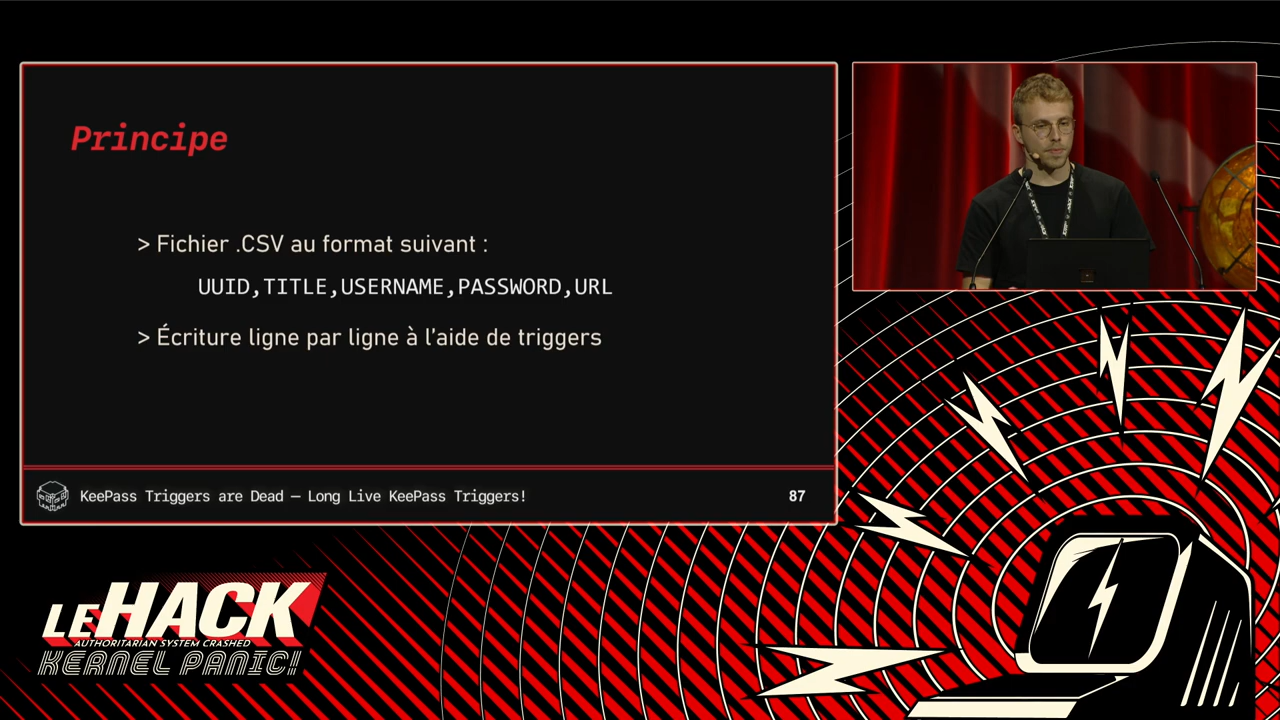 Principe
> Fichier .CSV au format suivant :
UUID,TITLE,USERNAME,PASSWORD,URL
> Écriture ligne par ligne à l’aide de triggers
KeePass Triggers are Dead — Long Live KeePass Triggers!
87
LEHACK
AUTHORITARIAN SYSTEM CRASHED
KERNEL PANIC!